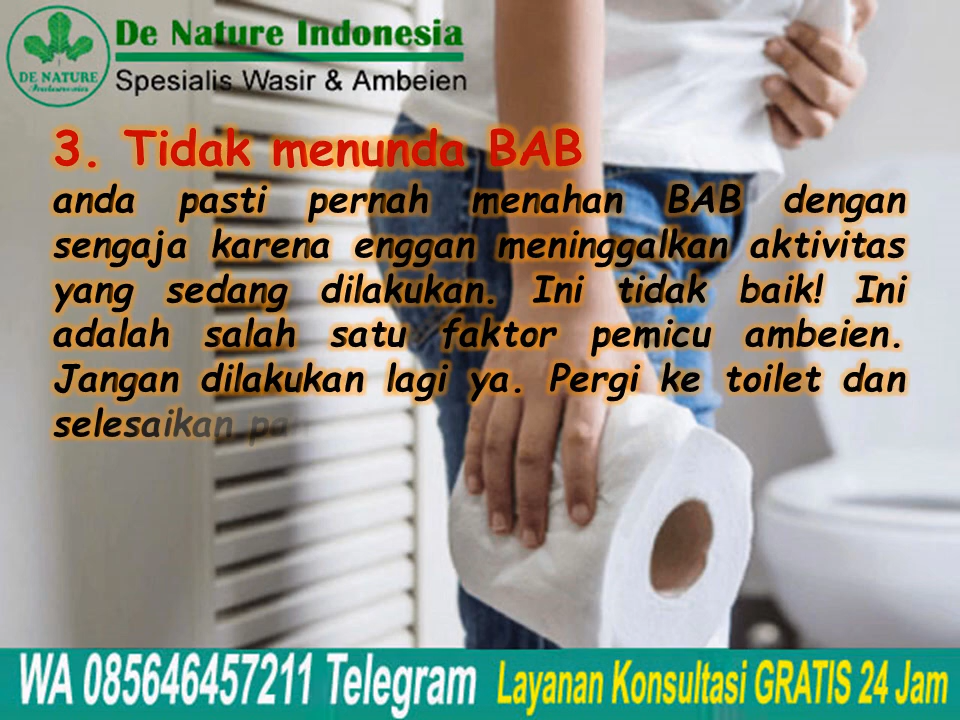 De Nature Indonesia
DE NATURE
Indonesia
Spesialis Wasir & Ambeien
3. Tidak menunda BAB
anda pasti pernah menahan BAB dengan
sengaja karena enggan meninggalkan aktivitas
yang sedang dilakukan. Ini tidak baik! Ini
adalah salah satu faktor pemicu ambeien.
Jangan dilakukan lagi ya. Pergi ke toilet dan
selesaikan pa
WA 085646457211 Telegram Layanan Konsultasi GRATIS 24 Jam